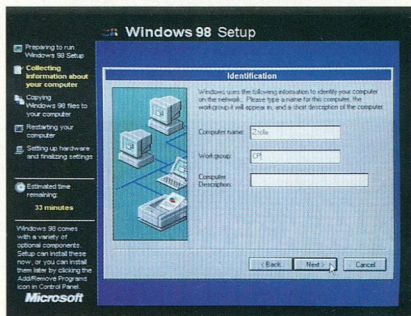 Windows 98 Setup
Preparing to run
Windows 98 Setup
Collecting
information about
your computer
Copying
Windows 98 files to
your computer
Restarting your
computer
Setting up hardware
and finalizing settings
Estimated time
remaining:
33 minutes
Windows 98 comes
with a variety of
optional components.
Setup can install these
now, or you can install
them later by clicking the
Add/Remove Programs
icon in Control Panel.
Microsoft
Identification
Windows uses the following information to identify your computer
on the network. Please type a name for this computer, the
workgroup it will appear in, and a short description of the computer.
Computer name:
Workgroup:
Computer
Description:
< Back
Next >
Cancel